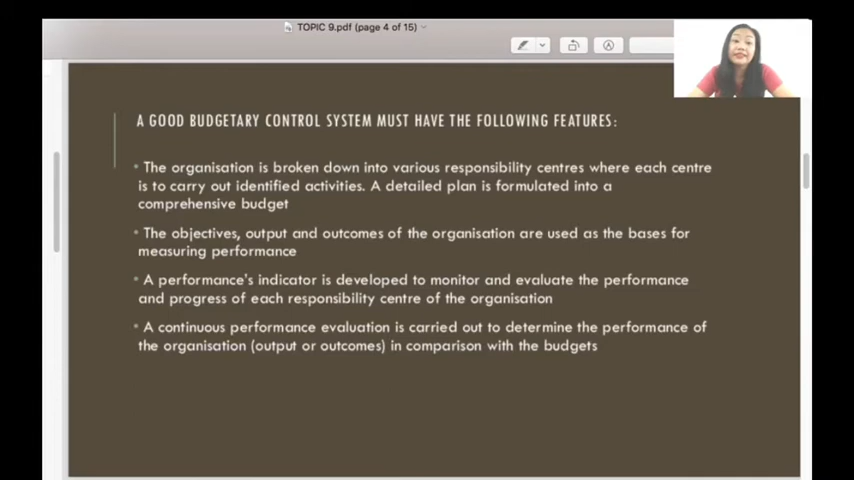 TOPIC 9.pdf (page 4 of 15)
A GOOD BUDGETARY CONTROL SYSTEM MUST HAVE THE FOLLOWING FEATURES:
• The organisation is broken down into various responsibility centres where each centre
is to carry out identified activities. A detailed plan is formulated into a
comprehensive budget
• The objectives, output and outcomes of the organisation are used as the bases for
measuring performance
• A performance's indicator is developed to monitor and evaluate the performance
and progress of each responsibility centre of the organisation
• A continuous performance evaluation is carried out to determine the performance of
the organisation (output or outcomes) in comparison with the budgets